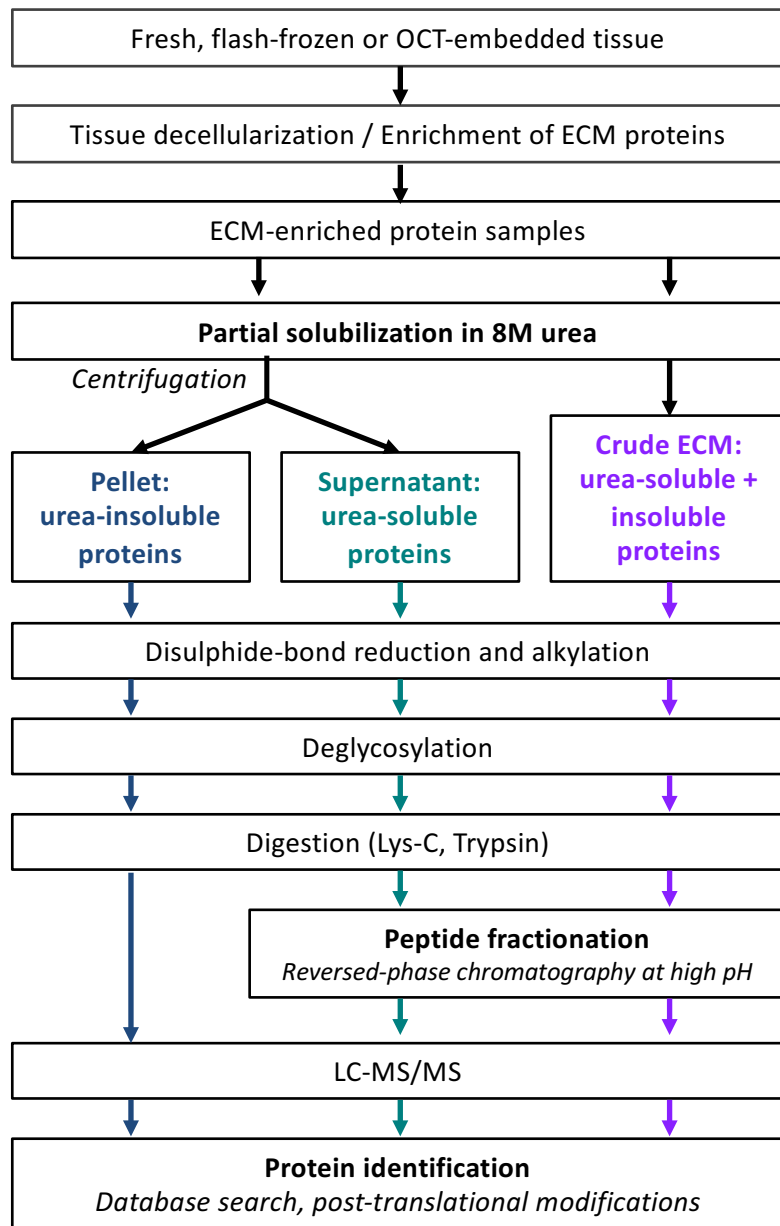 Fresh, flash-frozen or OCT-embedded tissue
Tissue decellularization / Enrichment of ECM proteins
ECM-enriched protein samples
Partial solubilization in 8M urea
Centrifugation
Pellet:
urea-insoluble
proteins
Supernatant:
urea-soluble
proteins
Crude ECM:
urea-soluble +
insoluble
proteins
Disulphide-bond reduction and alkylation
Deglycosylation
Digestion (Lys-C, Trypsin)
Peptide fractionation
Reversed-phase chromatography at high pH
LC-MS/MS
Protein identification
Database search, post-translational modifications